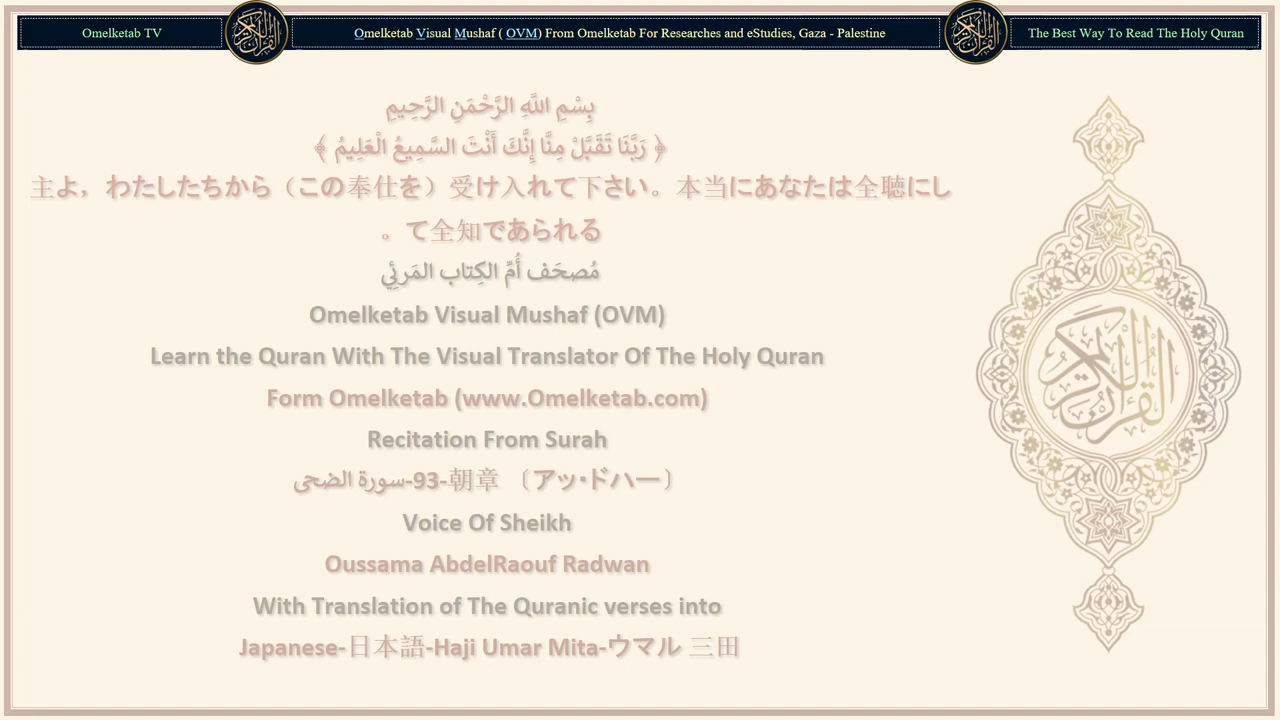 Omelketab TV
Omelketab Visual Mushaf ( OVM) From Omelketab For Researches and eStudies, Gaza - Palestine
The Best Way To Read The Holy Quran
بِسْمِ اللَّهِ الرَّحْمَنِ الرَّحِيمِ
﴿ رَبَّنَا تَقَبَّلْ مِنَّا إِنَّكَ أَنْتَ السَّمِيعُ الْعَلِيمُ ﴾
主よ，わたしたちから（この奉仕を）受け入れて下さい。本当にあなたは全聴にし
て全知であられる。
مُصحَف أُمِّ الكِتاب المَرئِي
Omelketab Visual Mushaf (OVM)
Learn the Quran With The Visual Translator Of The Holy Quran
Form Omelketab (www.Omelketab.com)
Recitation From Surah
سورة الضحى-93-朝章 〔アッ・ドハー〕
Voice Of Sheikh
Oussama AbdelRaouf Radwan
With Translation of The Quranic verses into
Japanese-日本語-Haji Umar Mita-ウマル 三田
القرآن الكريم